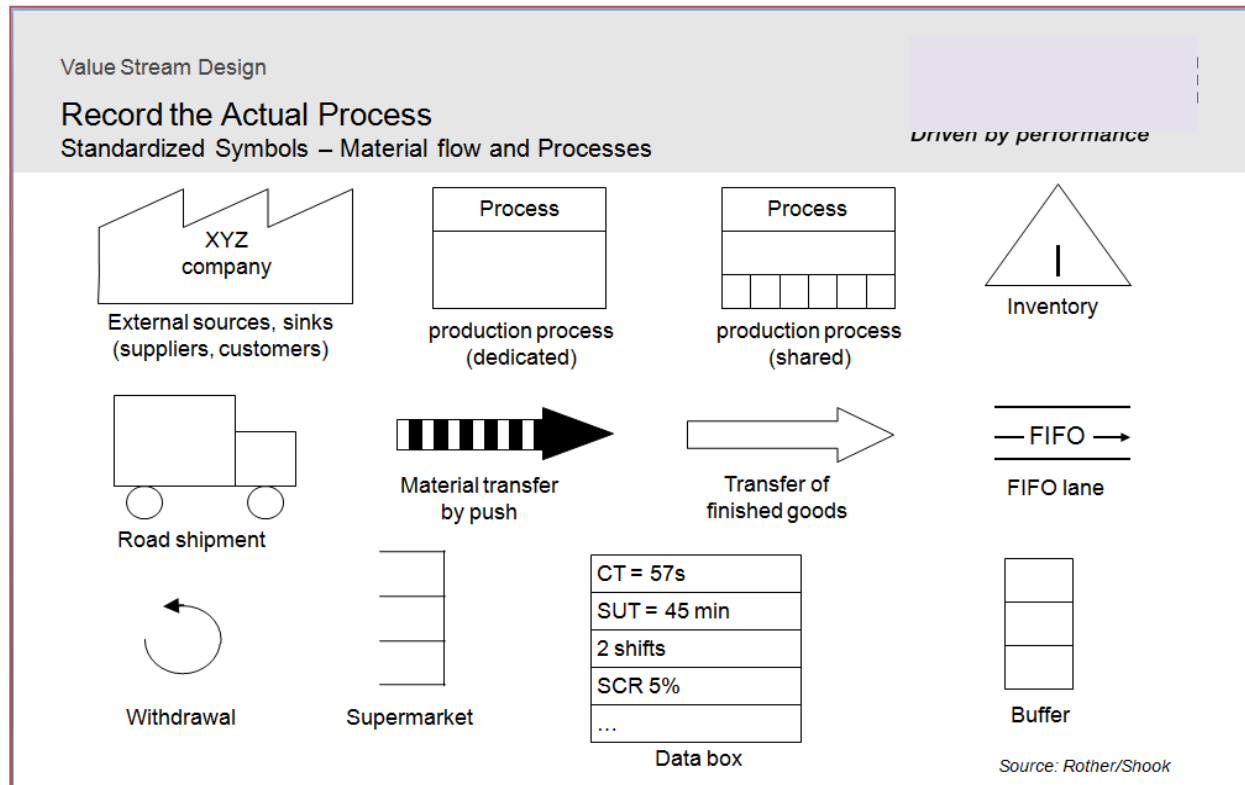 Value Stream Design
Record the Actual Process
Standardized Symbols – Material flow and Processes
Driven by performance
XYZ
company
External sources, sinks
(suppliers, customers)
Process
production process
(dedicated)
Process
production process
(shared)
I
Inventory
Road shipment
Material transfer
by push
Transfer of
finished goods
FIFO
FIFO lane
Withdrawal
Supermarket
CT = 57s
SUT = 45 min
2 shifts
SCR 5%
...
Data box
Buffer
Source: Rother/Shook